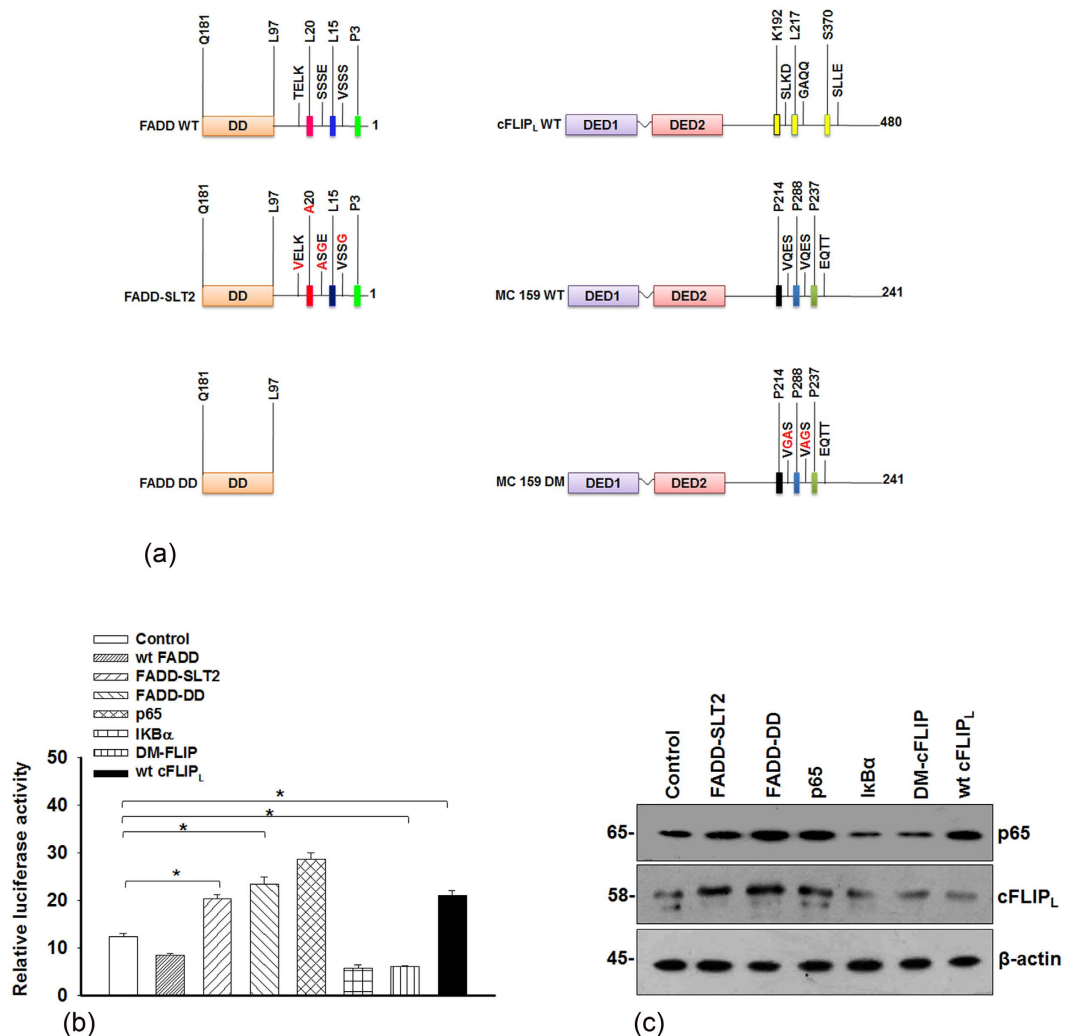 Q181 L97 L20 L15 P3
TELK SSSE VSSS
FADD WT DD 1
K192 L217 S370
SLKD GAQQ SLLE
cFLIPL WT DED1 DED2 480
Q181 L97 A20 L15 P3
VELK ASGE VSSG
FADD-SLT2 DD 1
P214 P288 P237
VQES VQES EQTT
MC 159 WT DED1 DED2 241
Q181 L97
FADD DD DD
P214 P288 P237
VGAS VAGS EQTT
MC 159 DM DED1 DED2 241
(a)
Control
wt FADD
FADD-SLT2
FADD-DD
p65
IKBα
DM-FLIP
wt cFLIPL
Relative luciferase activity
50
40
30
20
10
0
*
*
*
*
(b)
Control FADD-SLT2 FADD-DD p65 IκBα DM-cFLIP wt cFLIPL
65- p65
58- cFLIPL
45- β-actin
(c)